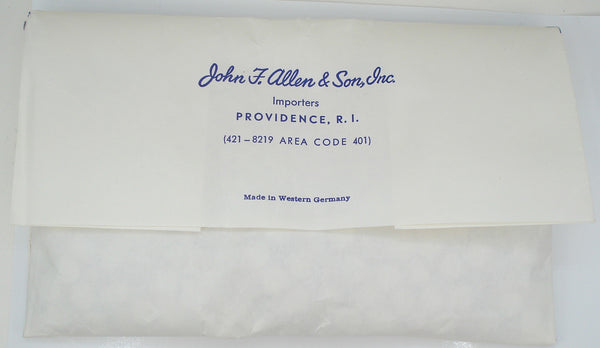 John F. Allen & Son, Inc.
Importers
PROVIDENCE, R. I.
(421-8219 AREA CODE 401)
Made in Western Germany